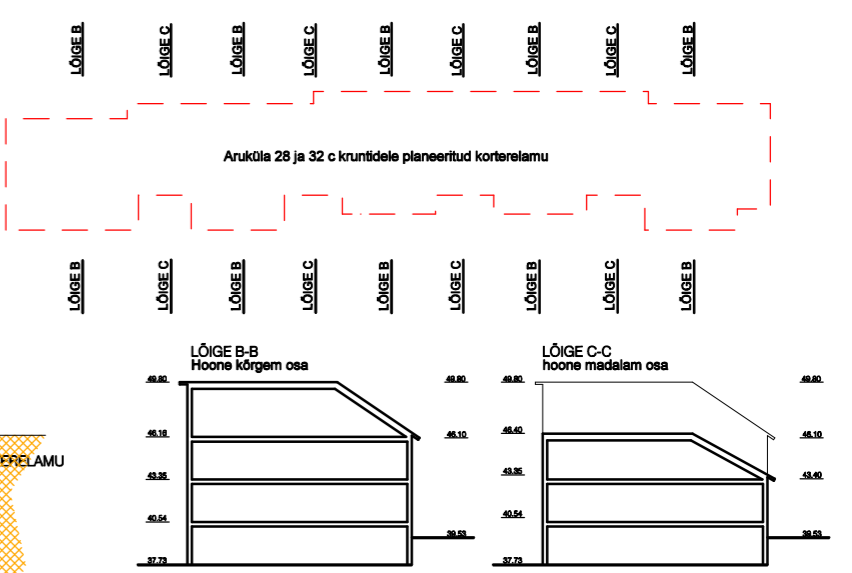 LÕIGE B LÕIGE C LÕIGE B LÕIGE C LÕIGE B LÕIGE C LÕIGE B LÕIGE C LÕIGE B
Aruküla 28 ja 32 c kruntidele planeeritud korterelamu
LÕIGE B LÕIGE C LÕIGE B LÕIGE C LÕIGE B LÕIGE C LÕIGE B LÕIGE C LÕIGE B
LÕIGE B-B
Hoone kõrgem osa
49.80 49.80
46.16 46.10
43.35
40.54
39.53
37.73
LÕIGE C-C
hoone madalam osa
49.80 49.80
46.40 46.10
43.35 43.40
40.54
39.53
37.73
ERELAMU